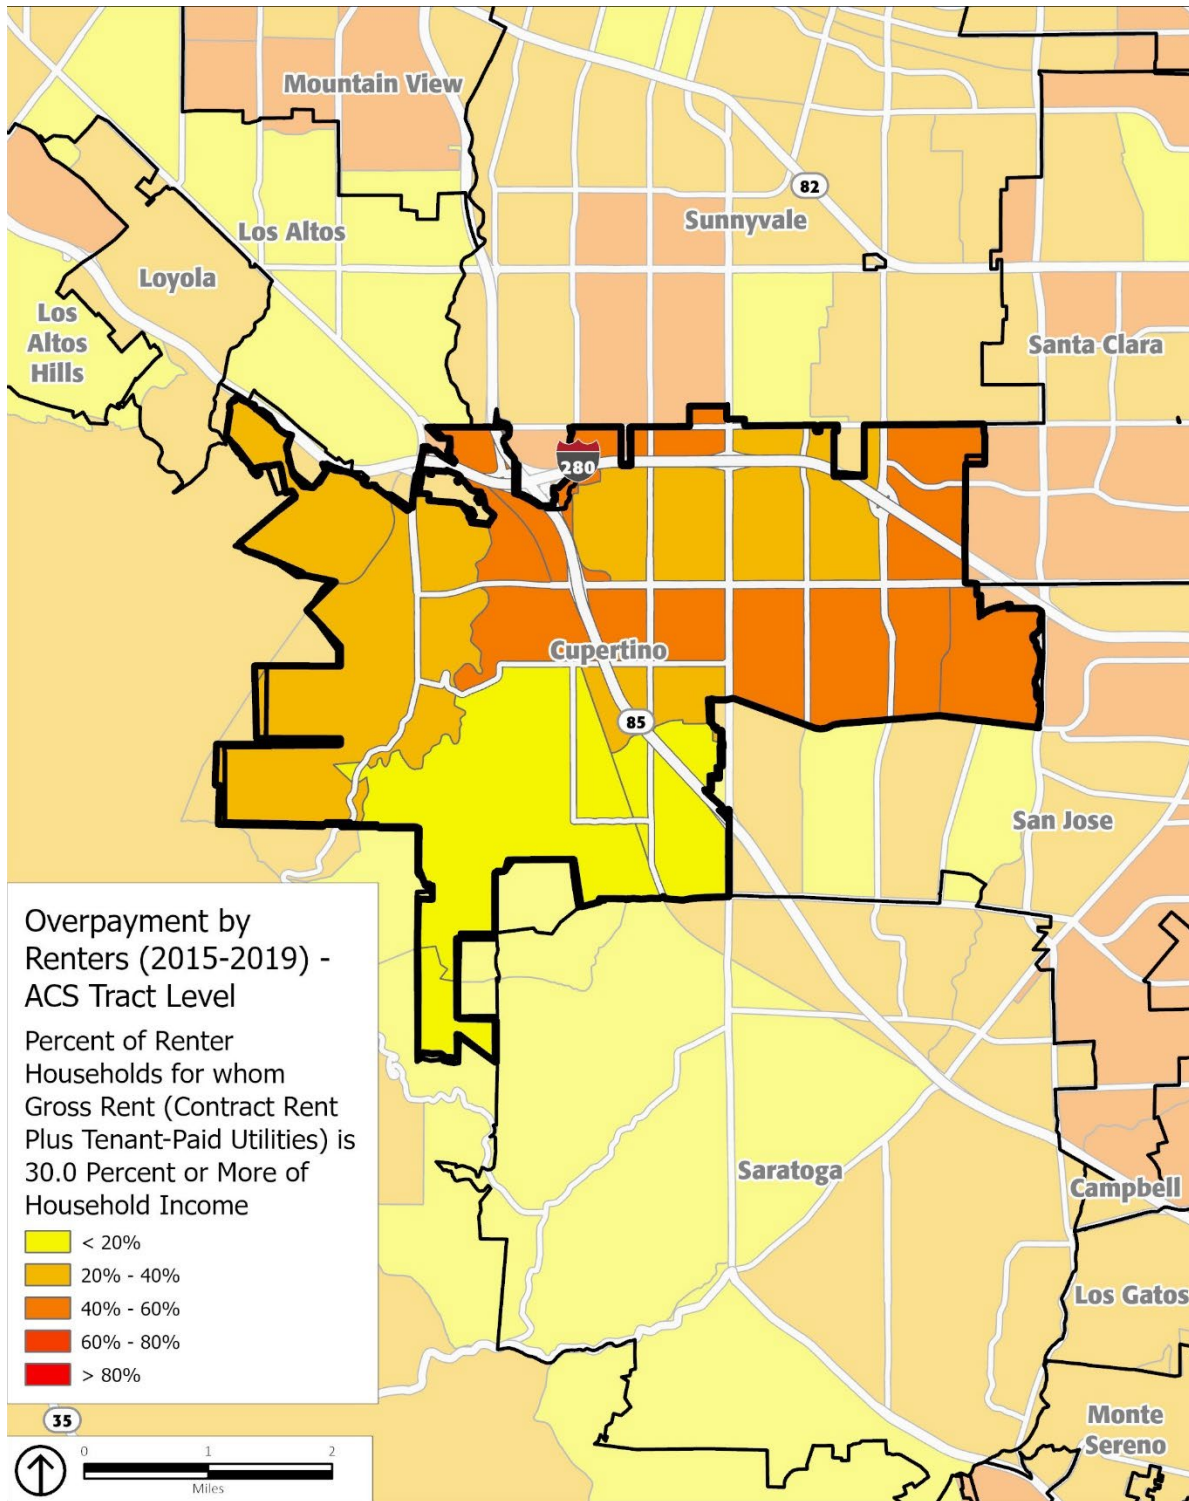 Mountain View
82
Sunnyvale
Los Altos
Loyola
Los
Altos
Hills
Santa Clara
280
Cupertino
85
San Jose
Overpayment by
Renters (2015-2019) -
ACS Tract Level
Percent of Renter
Households for whom
Gross Rent (Contract Rent
Plus Tenant-Paid Utilities) is
30.0 Percent or More of
Household Income
< 20%
20% - 40%
40% - 60%
60% - 80%
> 80%
Saratoga
Campbell
Los Gatos
Monte
Sereno
35
0 1 2
Miles